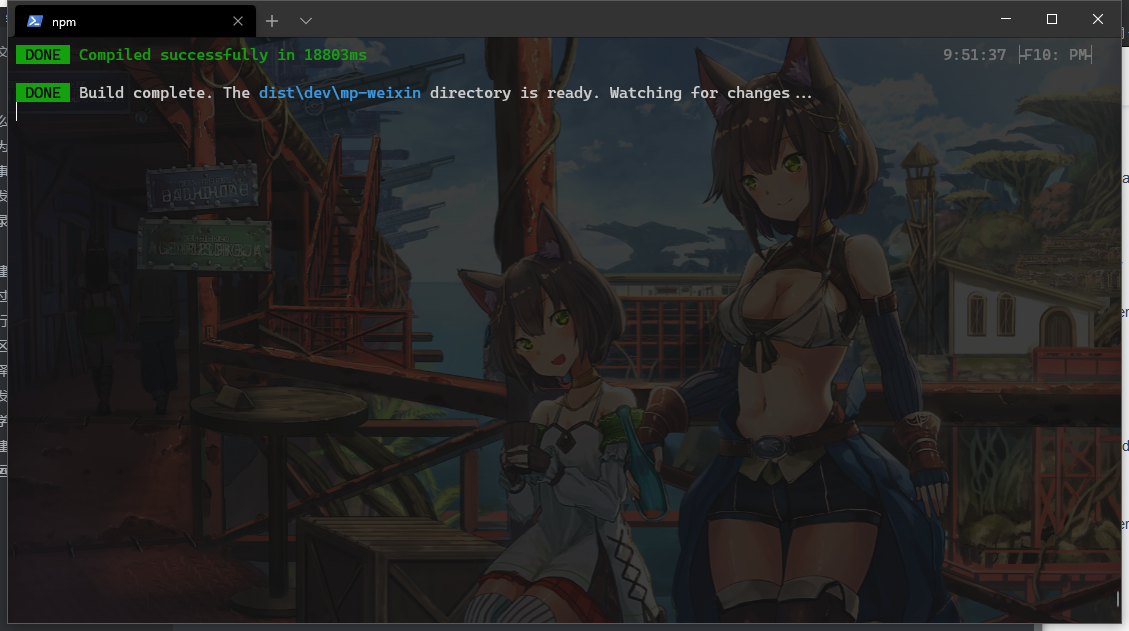 npm
DONE Compiled successfully in 18803ms 9:51:37 ├F10: PM┤
DONE Build complete. The dist\dev\mp-weixin directory is ready. Watching for changes...